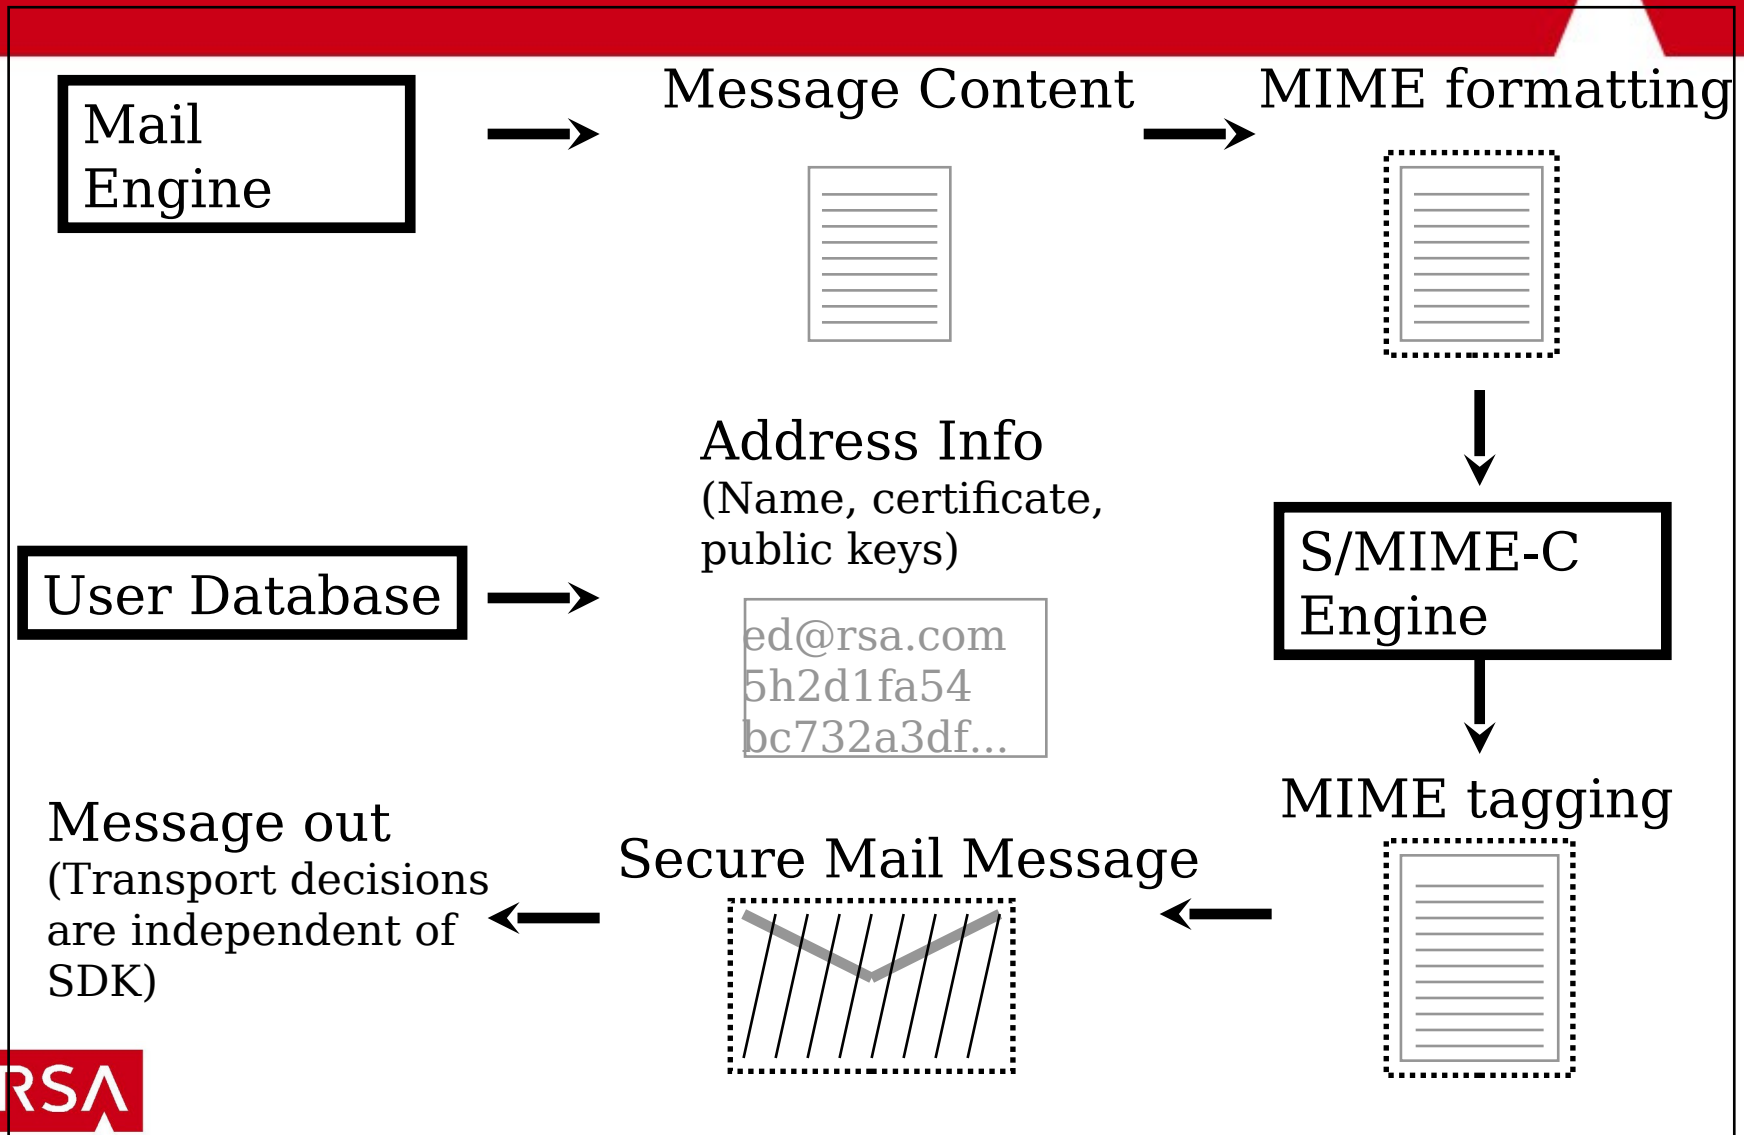 Mail
Engine
Message Content
MIME formatting
Address Info
(Name, certificate,
public keys)
User Database
ed@rsa.com
5h2d1fa54
bc732a3df...
S/MIME-C
Engine
MIME tagging
Secure Mail Message
Message out
(Transport decisions
are independent of
SDK)
RSA